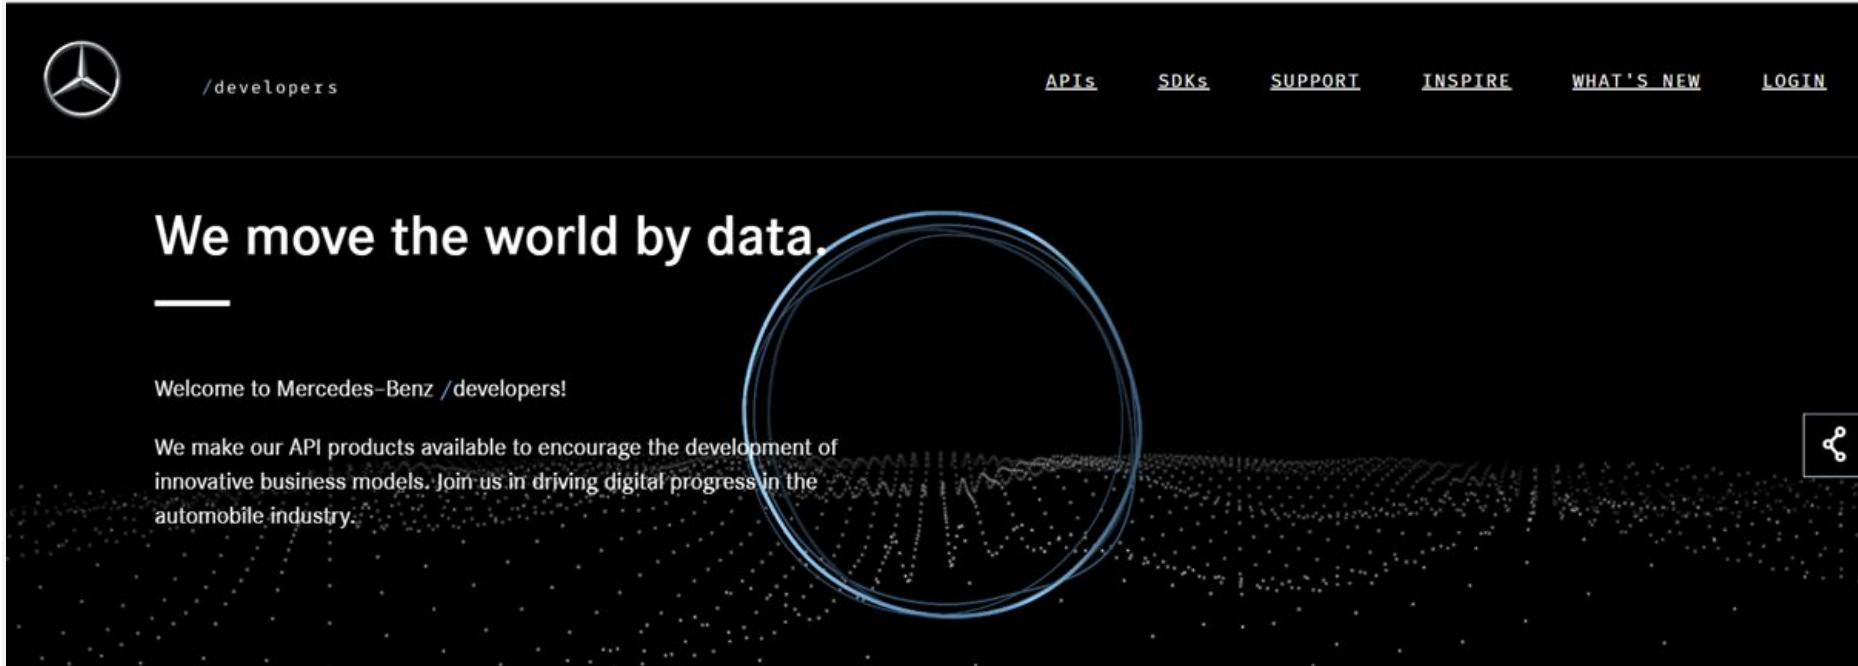 /developers
APIs
SDKs
SUPPORT
INSPIRE
WHAT'S NEW
LOGIN
We move the world by data.
Welcome to Mercedes-Benz /developers!
We make our API products available to encourage the development of
innovative business models. Join us in driving digital progress in the
automobile industry.